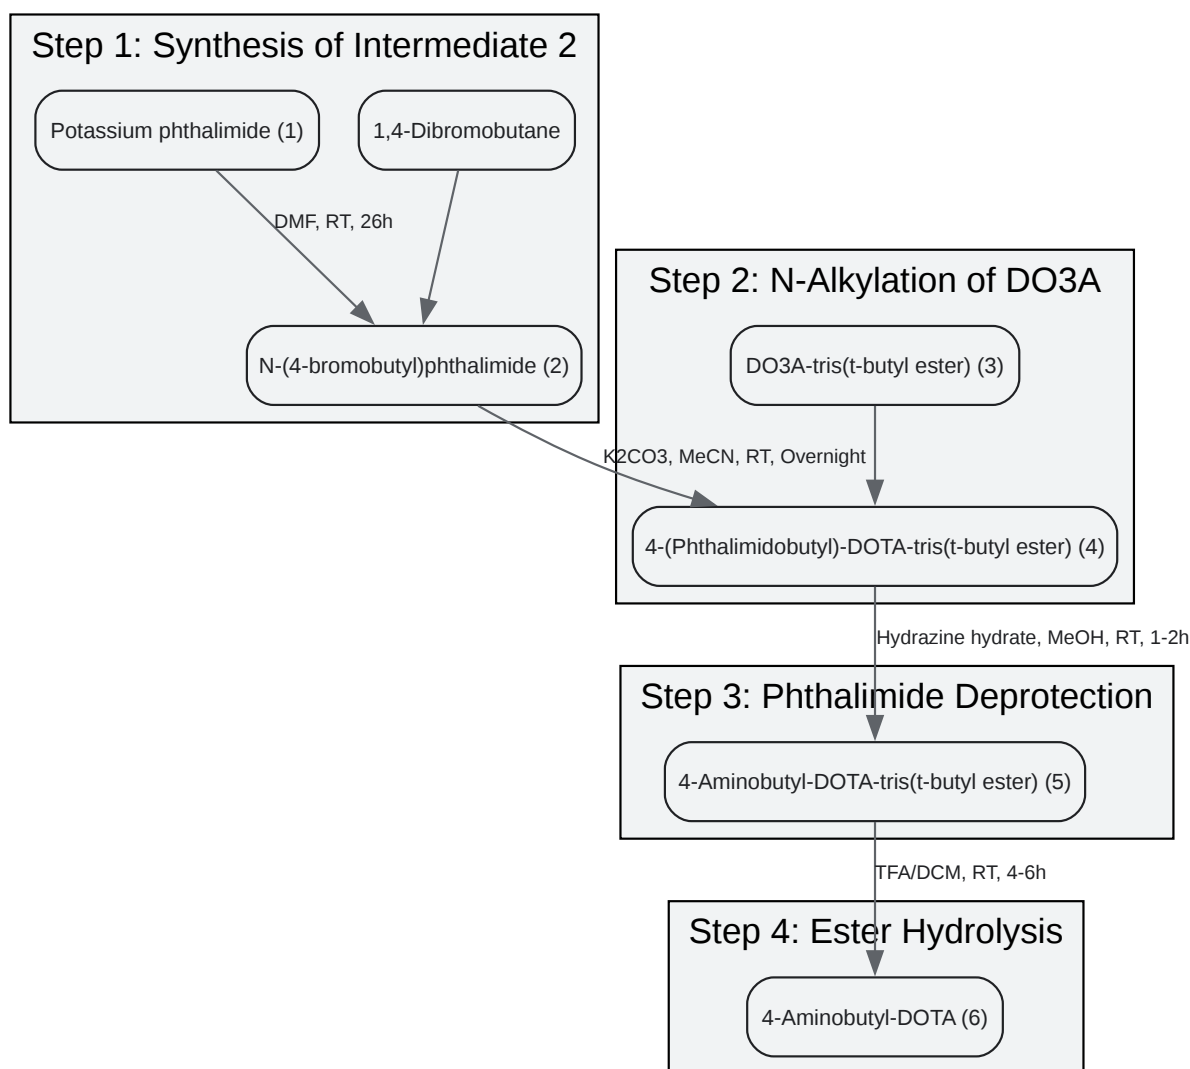 Step 1: Synthesis of Intermediate 2
Potassium phthalimide (1)
1,4-Dibromobutane
DMF, RT, 26h
N-(4-bromobutyl)phthalimide (2)
Step 2: N-Alkylation of DO3A
DO3A-tris(t-butyl ester) (3)
K2CO3, MeCN, RT, Overnight
4-(Phthalimidobutyl)-DOTA-tris(t-butyl ester) (4)
Hydrazine hydrate, MeOH, RT, 1-2h
Step 3: Phthalimide Deprotection
4-Aminobutyl-DOTA-tris(t-butyl ester) (5)
TFA/DCM, RT, 4-6h
Step 4: Ester Hydrolysis
4-Aminobutyl-DOTA (6)